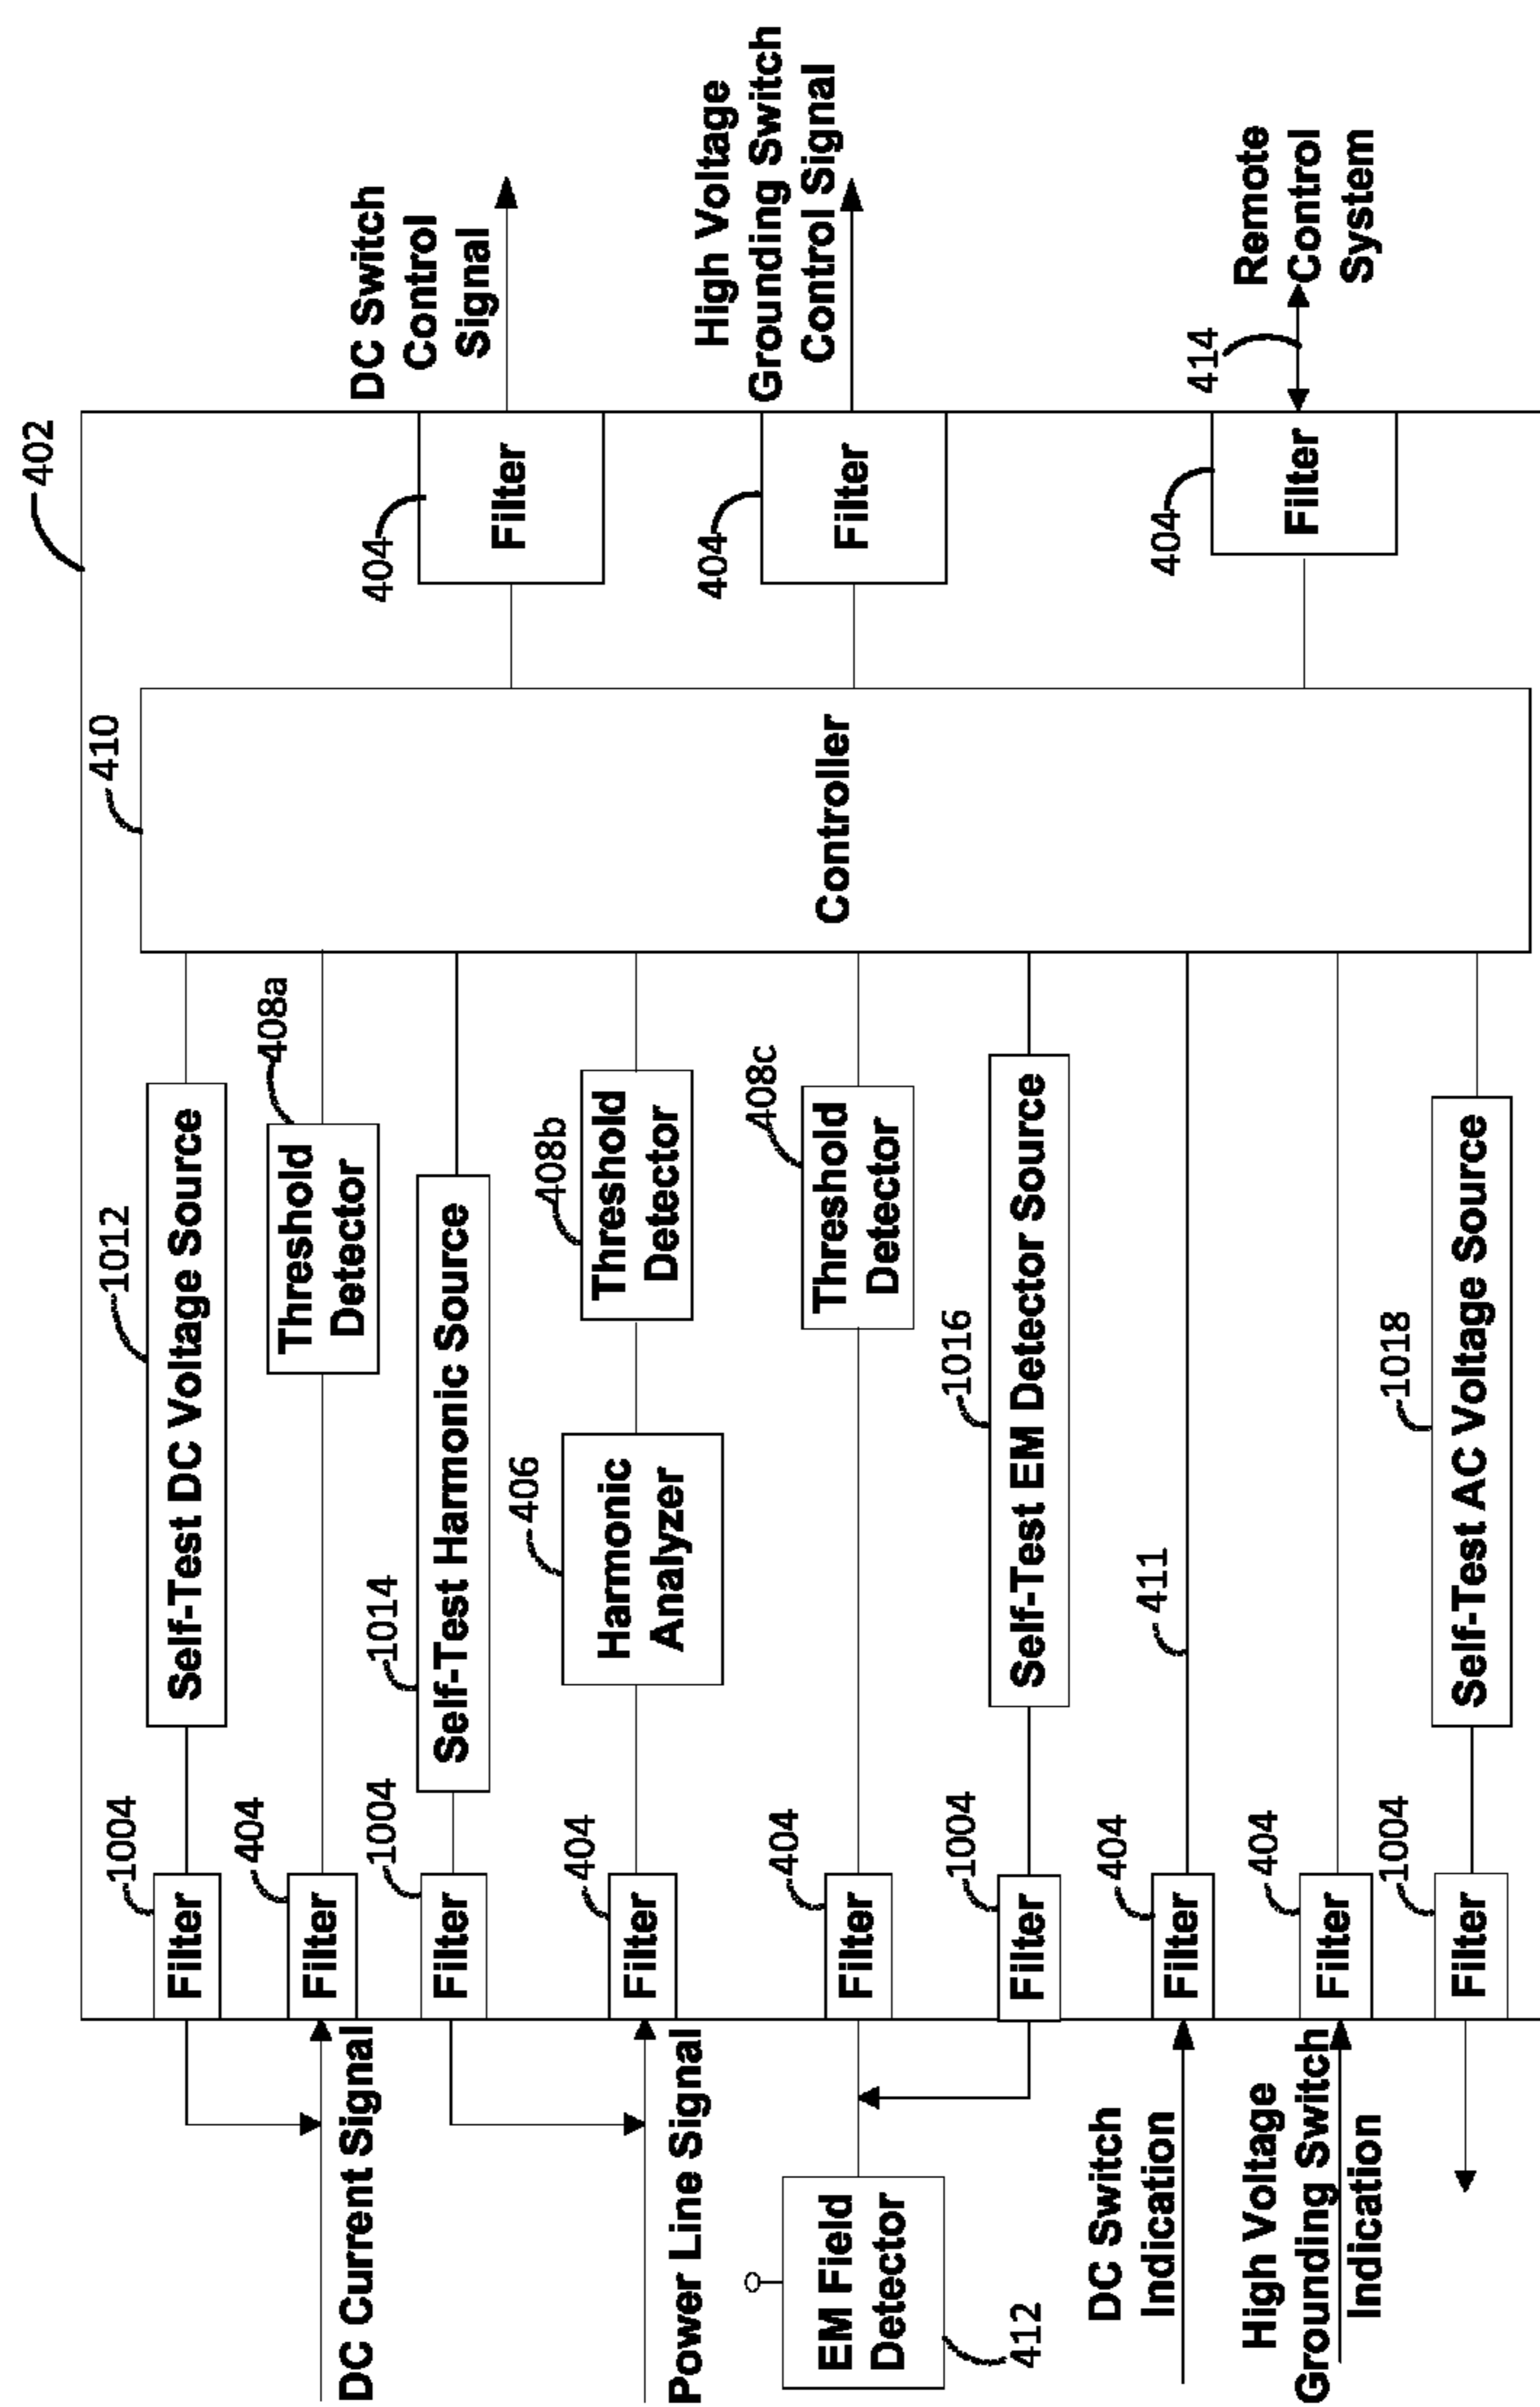 402
410
1004
Filter
1012
Self-Test DC Voltage Source
404
Filter
DC Current Signal
408a
Threshold
Detector
1004
Filter
1014
Self-Test Harmonic Source
404
Filter
Power Line Signal
406
Harmonic
Analyzer
408b
Threshold
Detector
412
EM Field
Detector
404
Filter
408c
Threshold
Detector
1004
Filter
1016
Self-Test EM Detector Source
DC Switch
Indication
404
Filter
411
High Voltage
Grounding Switch
Indication
404
Filter
1004
Filter
1018
Self-Test AC Voltage Source
Controller
404
Filter
DC Switch
Control
Signal
404
Filter
High Voltage
Grounding Switch
Control Signal
404
Filter
414
Remote
Control
System